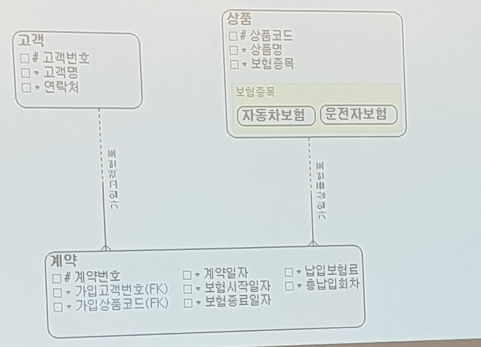 고객
# 고객번호
* 고객명
* 연락처
상품
# 상품코드
* 상품명
* 보험종목
보험종목
자동차보험 운전자보험
가입고객번호
가입상품번호
계약
# 계약번호
* 가입고객번호(FK)
* 가입상품코드(FK)
* 계약일자
* 보험시작일자
* 보험종료일자
* 납입보험료
* 총납입회차